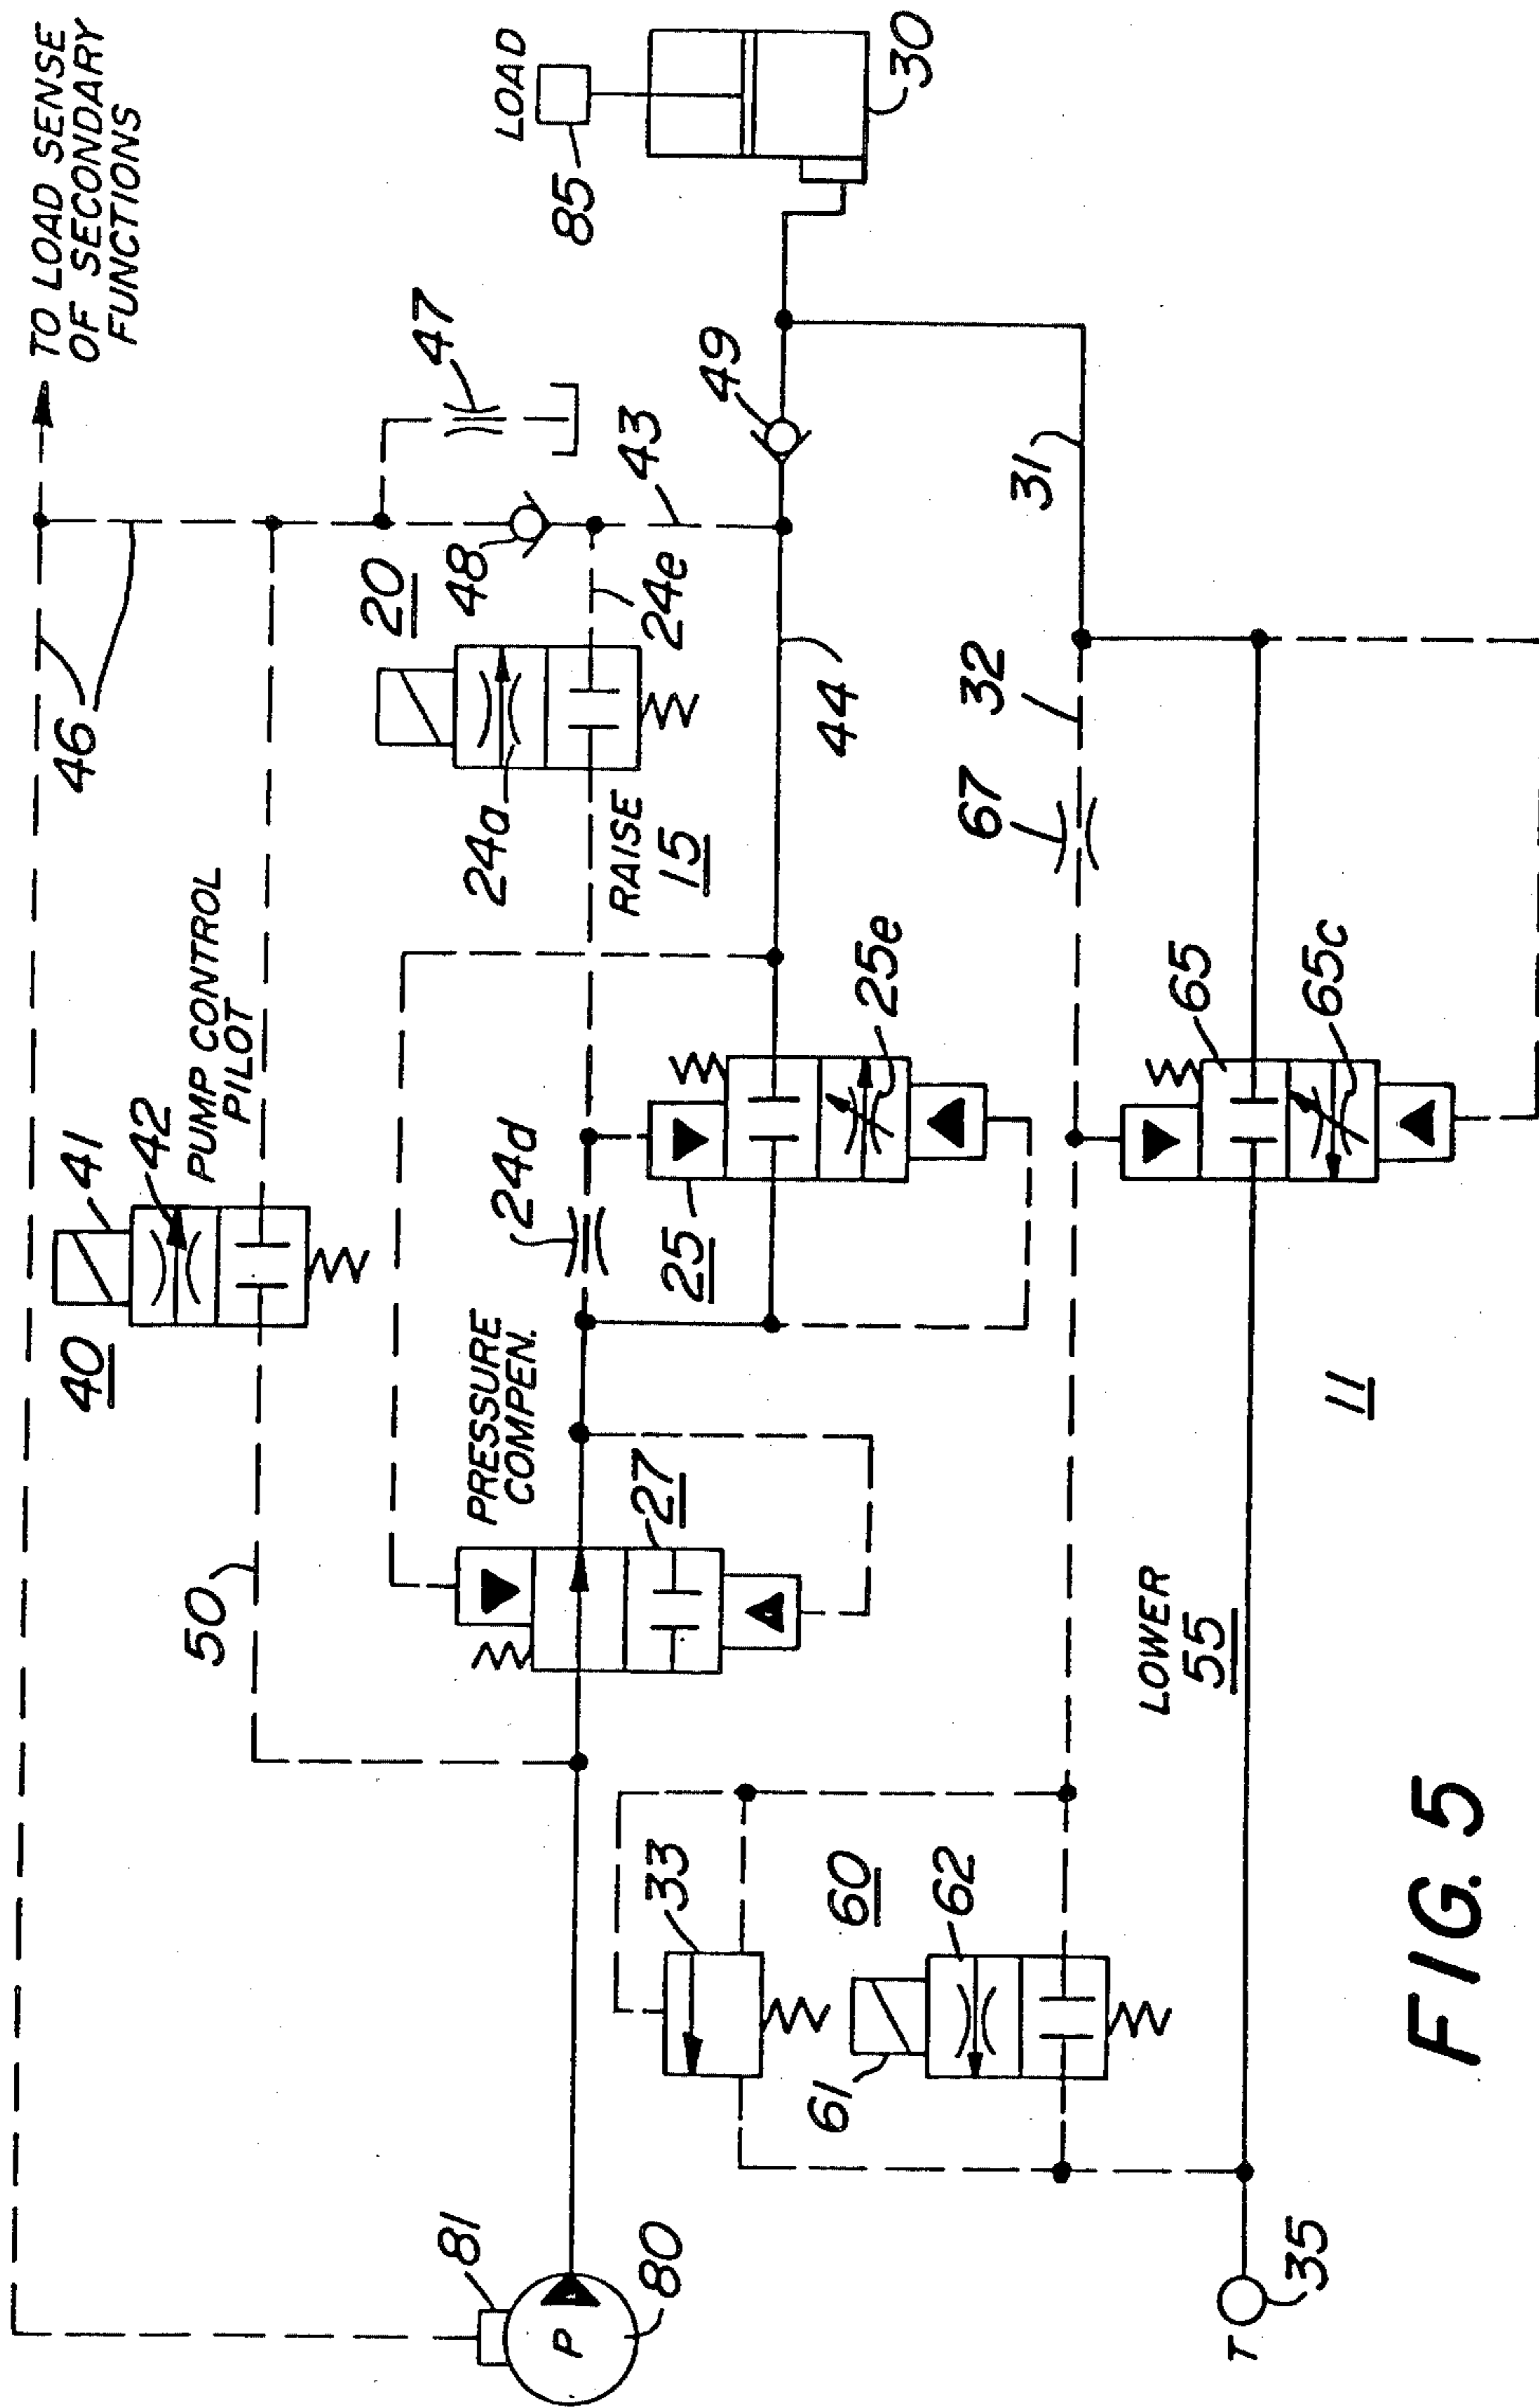 TO LOAD SENSE
OF SECONDARY
FUNCTIONS
46
40
41
42
PUMP CONTROL
PILOT
50
20
47
48
43
24e
24a
RAISE
15
LOAD
85
30
49
44
31
81
P
80
PRESSURE
COMPEN.
27
24d
25
25e
33
60
62
61
67
32
65
65c
LOWER
55
11
T
35
FIG. 5